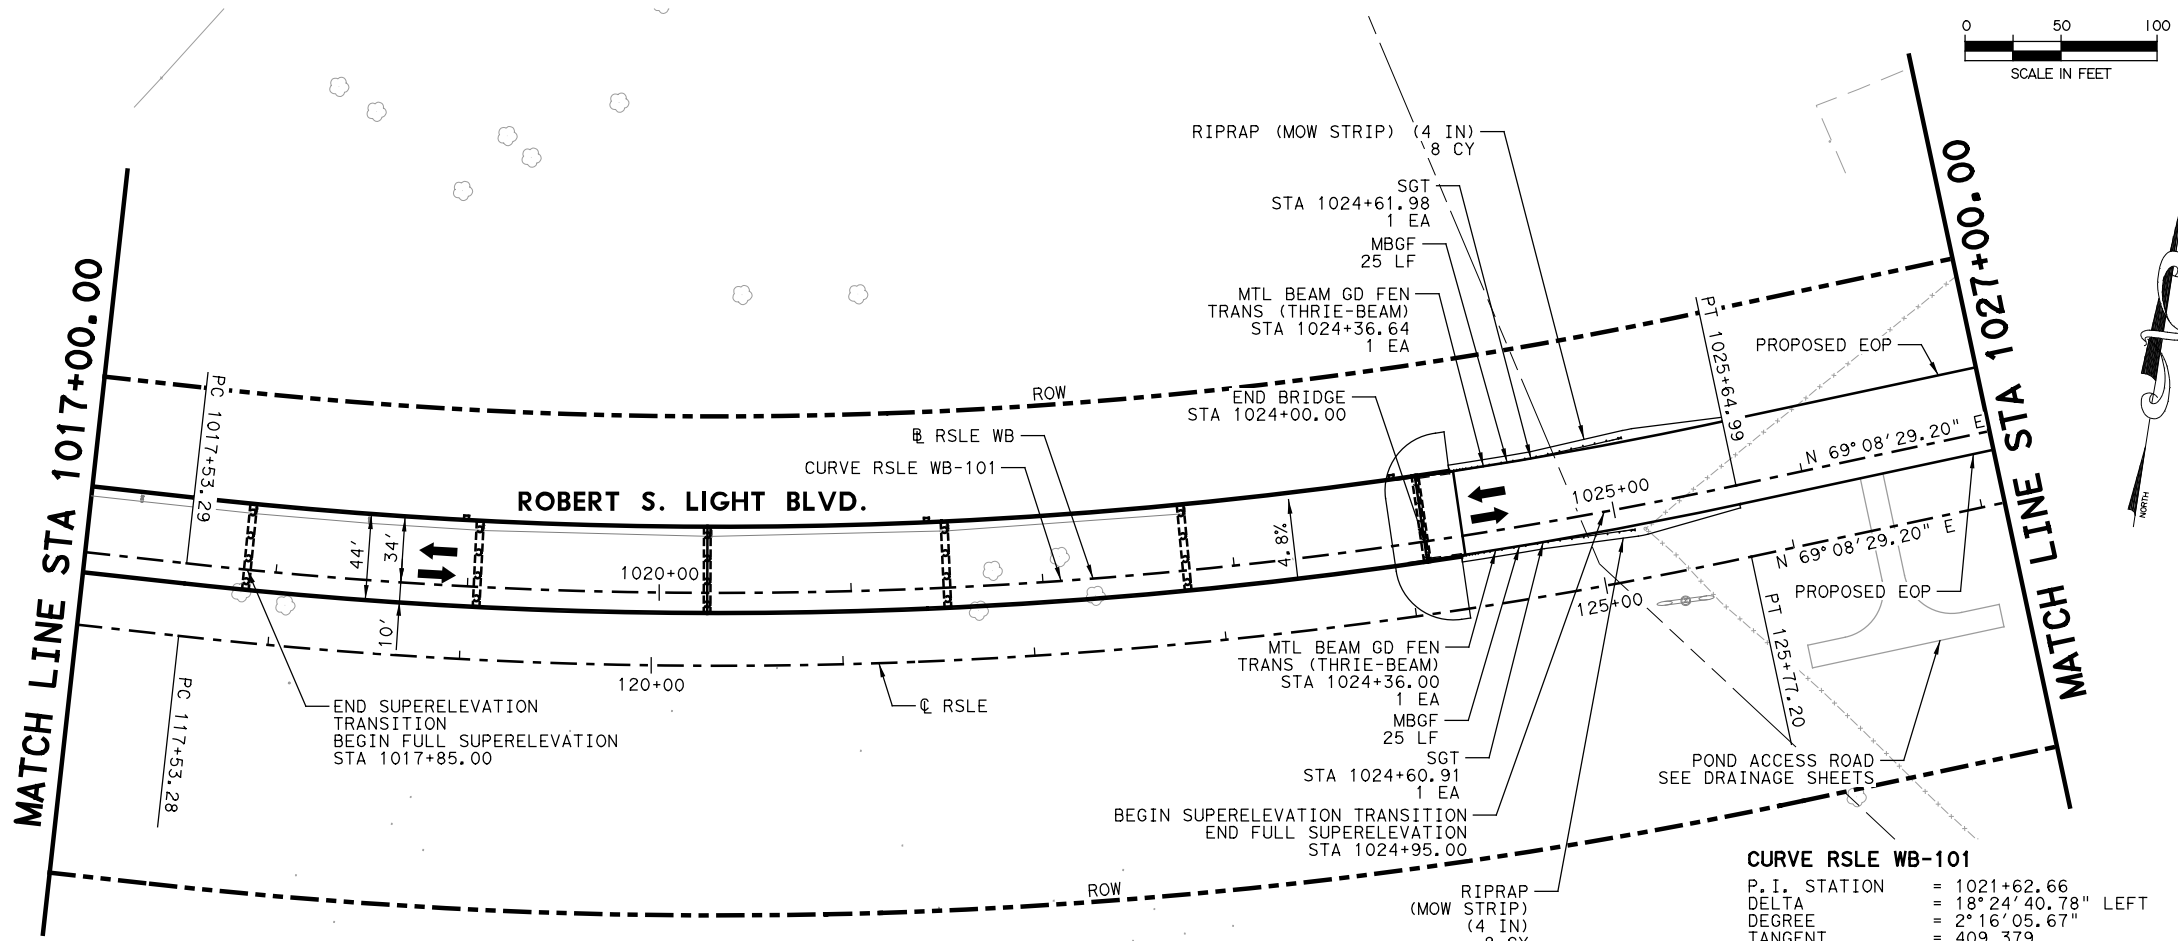 0 50 100
SCALE IN FEET
RIPRAP (MOW STRIP) (4 IN)
8 CY
SGT
STA 1024+61.98
1 EA
MBGF
25 LF
MTL BEAM GD FEN
TRANS (THRIE-BEAM)
STA 1024+36.64
1 EA
END BRIDGE
STA 1024+00.00
ROW
℄ RSLE WB
CURVE RSLE WB-101
ROBERT S. LIGHT BLVD.
MATCH LINE STA 1017+00.00
PC 1017+53.29
PC 117+53.28
44'
34'
10'
1020+00
120+00
4.8%
1025+00
125+00
PT 1025+64.99
PT 125+77.20
PROPOSED EOP
N 69°08'29.20" E
N 69°08'29.20" E
PROPOSED EOP
MATCH LINE STA 1027+00.00
NORTH
END SUPERELEVATION
TRANSITION
BEGIN FULL SUPERELEVATION
STA 1017+85.00
℄ RSLE
MTL BEAM GD FEN
TRANS (THRIE-BEAM)
STA 1024+36.00
1 EA
MBGF
25 LF
SGT
STA 1024+60.91
1 EA
BEGIN SUPERELEVATION TRANSITION
END FULL SUPERELEVATION
STA 1024+95.00
POND ACCESS ROAD
SEE DRAINAGE SHEETS
ROW
RIPRAP
(MOW STRIP)
(4 IN)
8 CY
CURVE RSLE WB-101
P.I. STATION = 1021+62.66
DELTA = 18°24'40.78" LEFT
DEGREE = 2°16'05.67"
TANGENT = 409.379